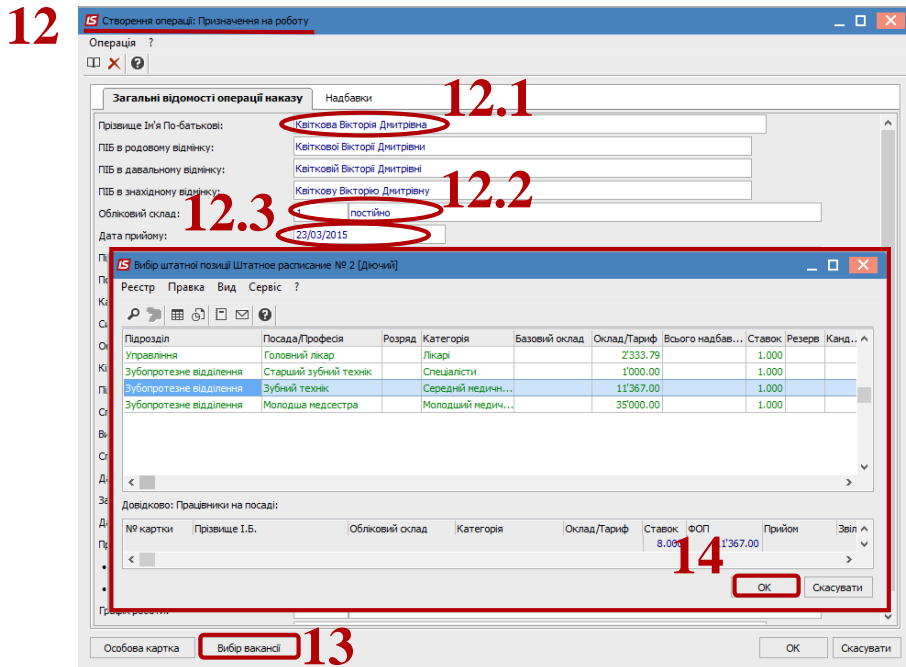 12
Створення операції: Призначення на роботу
Операція ?
Загальні відомості операції наказу Надбавки
12.1
Прізвище Ім'я По-батькові: Квіткова Вікторія Дмитрівна
ПІБ в родовому відмінку: Квіткової Вікторії Дмитрівни
ПІБ в давальному відмінку: Квітковій Вікторії Дмитрівні
ПІБ в знахідному відмінку: Квіткову Вікторію Дмитрівну
12.2
Обліковий склад: 1 постійно
12.3
Дата прийому: 23/03/2015
Вибір штатної позиції Штатное расписание № 2 [Діючий]
Реєстр Правка Вид Сервіс ?
Підрозділ Посада/Професія Розряд Категорія Базовий оклад Оклад/Тариф Всього надбав... Ставок Резерв Канд...
Управління Головний лікар Лікарі 2'333.79 1.000
Зубопротезне відділення Старший зубний технік Спеціалісти 1'000.00 1.000
Зубопротезне відділення Зубний технік Середній медичн... 11'367.00 1.000
Зубопротезне відділення Молодша медсестра Молодший медич... 35'000.00 1.000
Довідково: Працівники на посаді:
№ картки Прізвище І.Б. Обліковий склад Категорія Оклад/Тариф Ставок ФОП Прийом Звіл
8.000 1'367.00
14
ОК Скасувати
Графік роботи:
Особова картка Вибір вакансії 13 ОК Скасувати